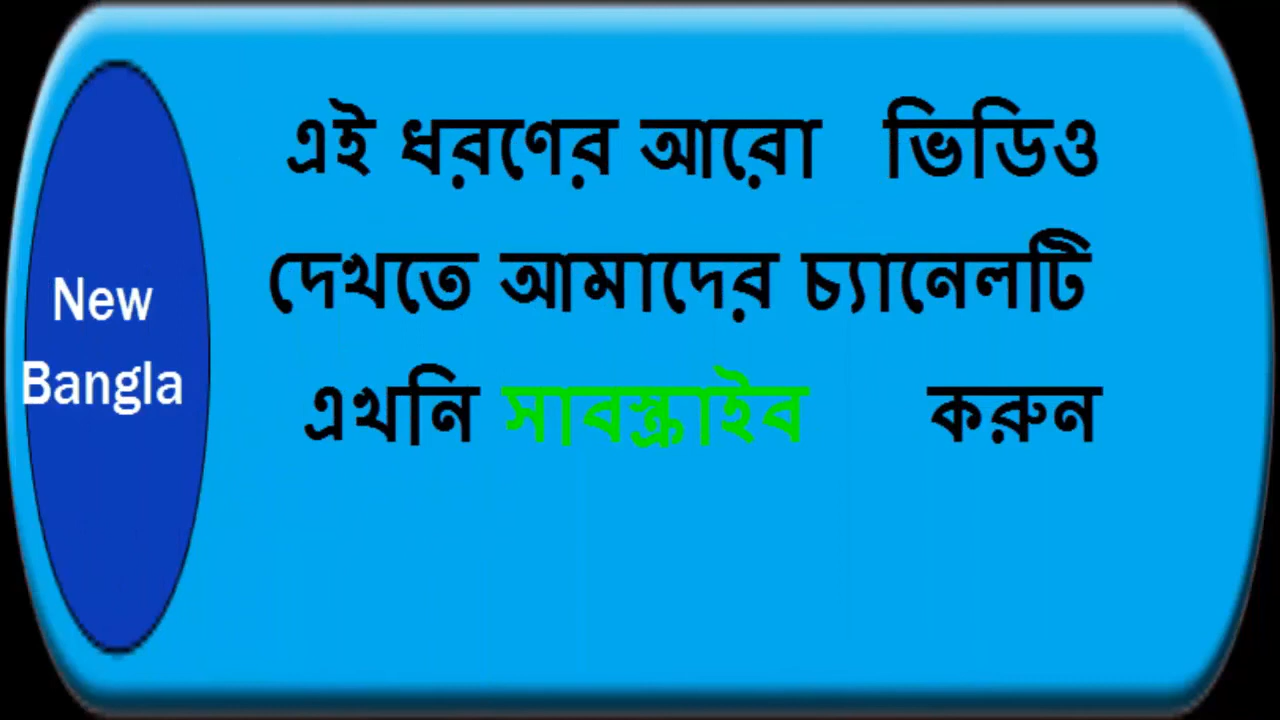 New
Bangla
এই ধরণের আরো ভিডিও
দেখতে আমাদের চ্যানেলটি
এখনি সাবস্ক্রাইব করুন